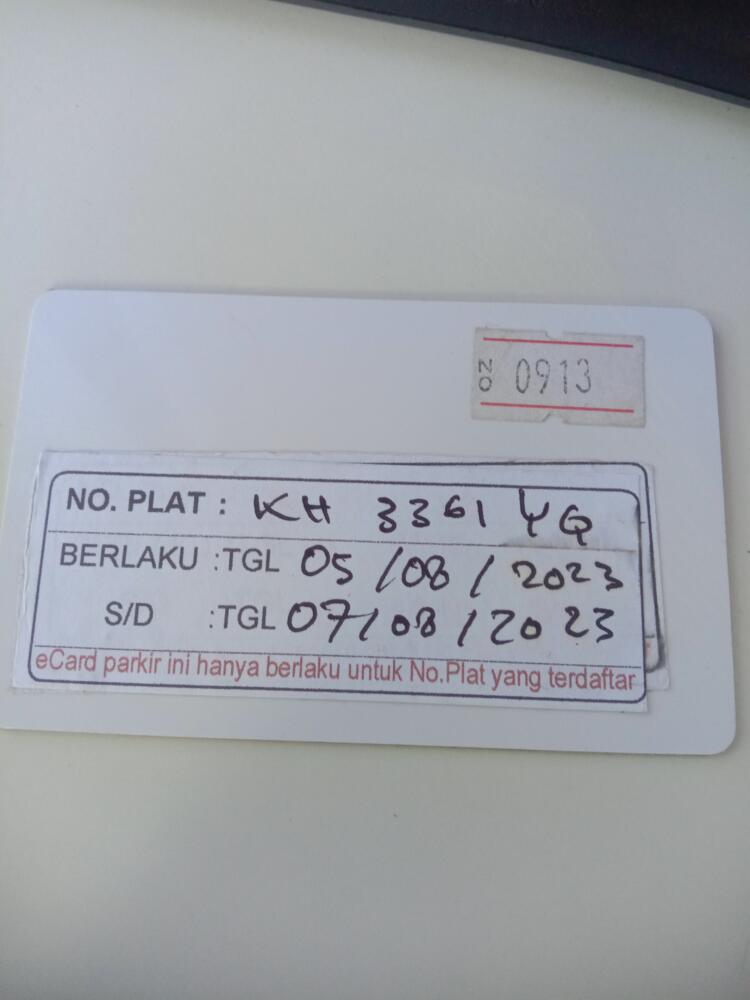 NO 0913
NO. PLAT : KH 3361 YQ
BERLAKU :TGL 05/08/2023
S/D :TGL 07/08/2023
eCard parkir ini hanya berlaku untuk No.Plat yang terdaftar